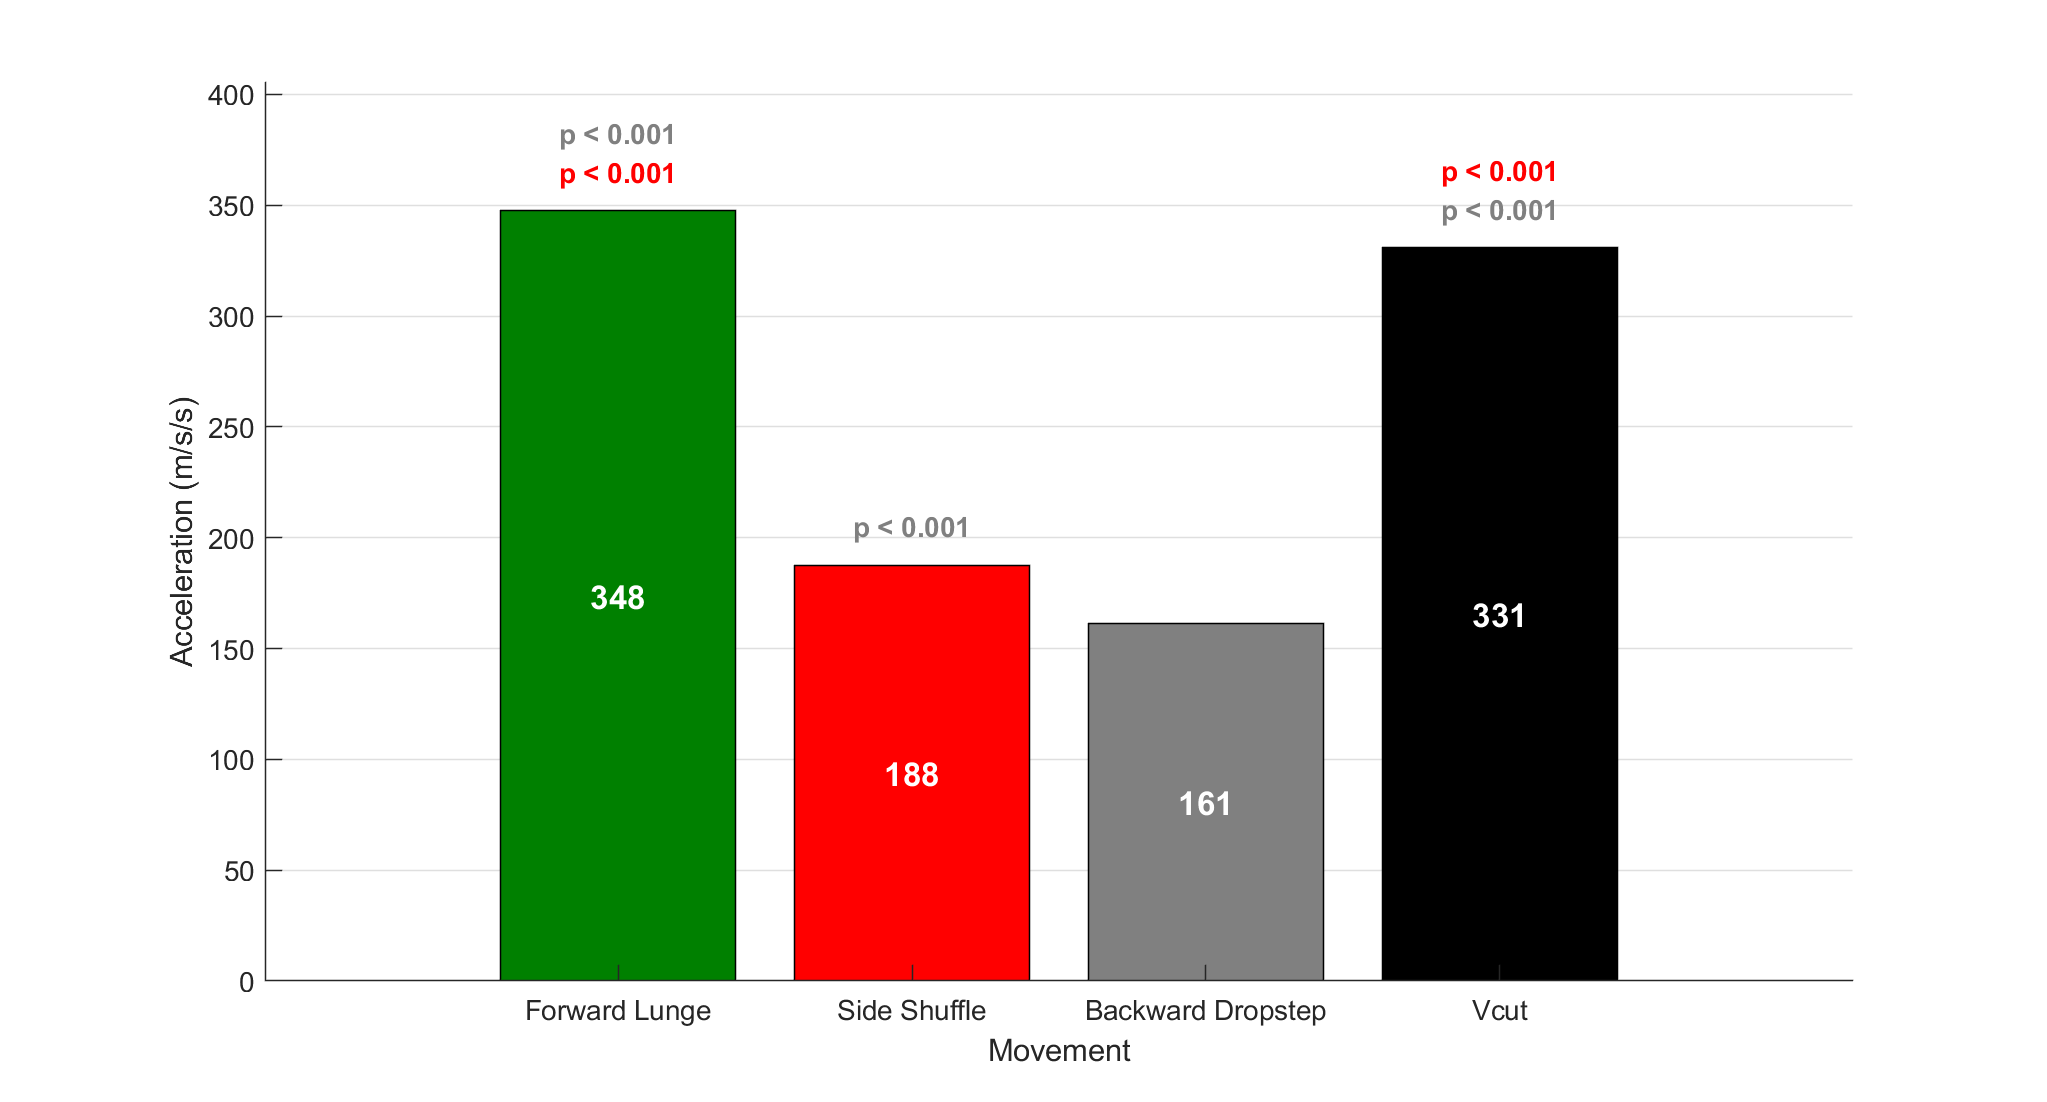 400
350
300
250
200
150
100
50
0
Acceleration (m/s/s)
p < 0.001
p < 0.001
p < 0.001
p < 0.001
p < 0.001
348
188
161
331
Forward Lunge
Side Shuffle
Backward Dropstep
Vcut
Movement